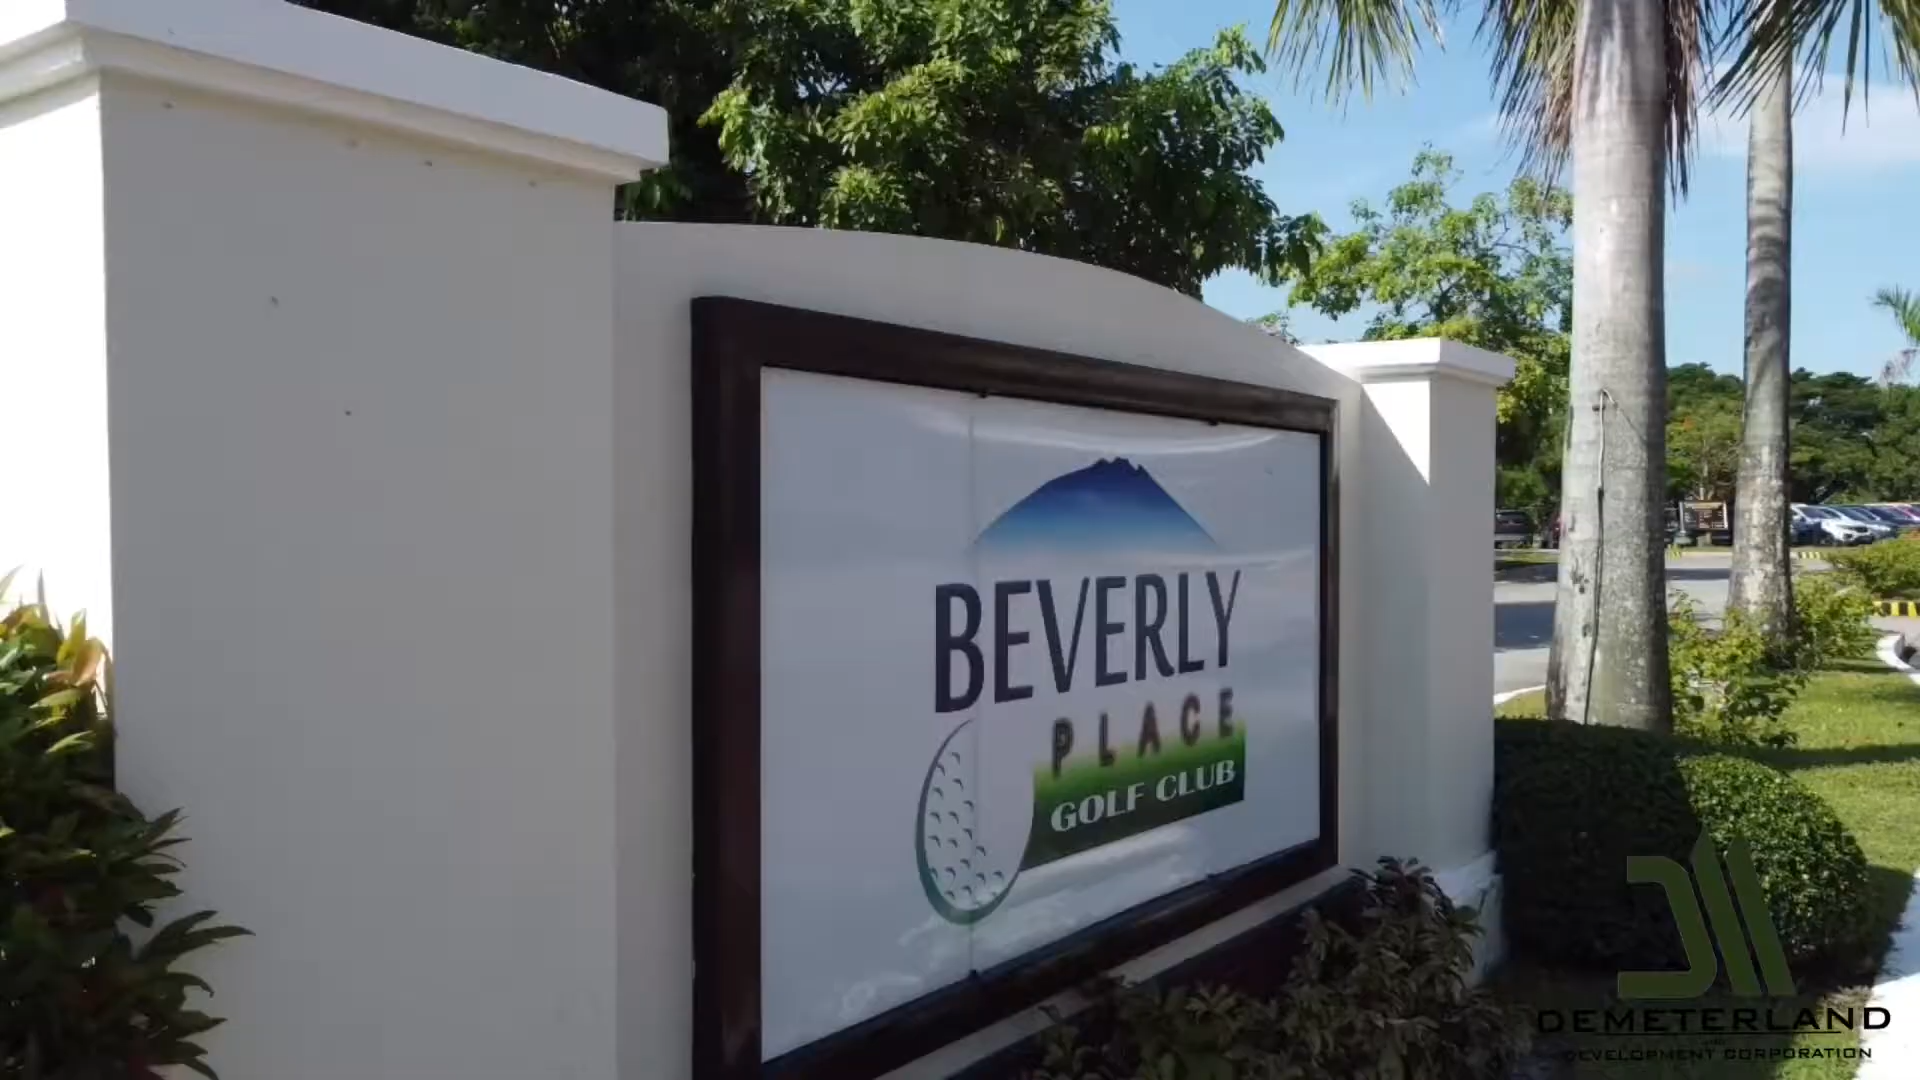 BEVERLY
PLACE
GOLF CLUB
DEMETERLAND
DEVELOPMENT CORPORATION